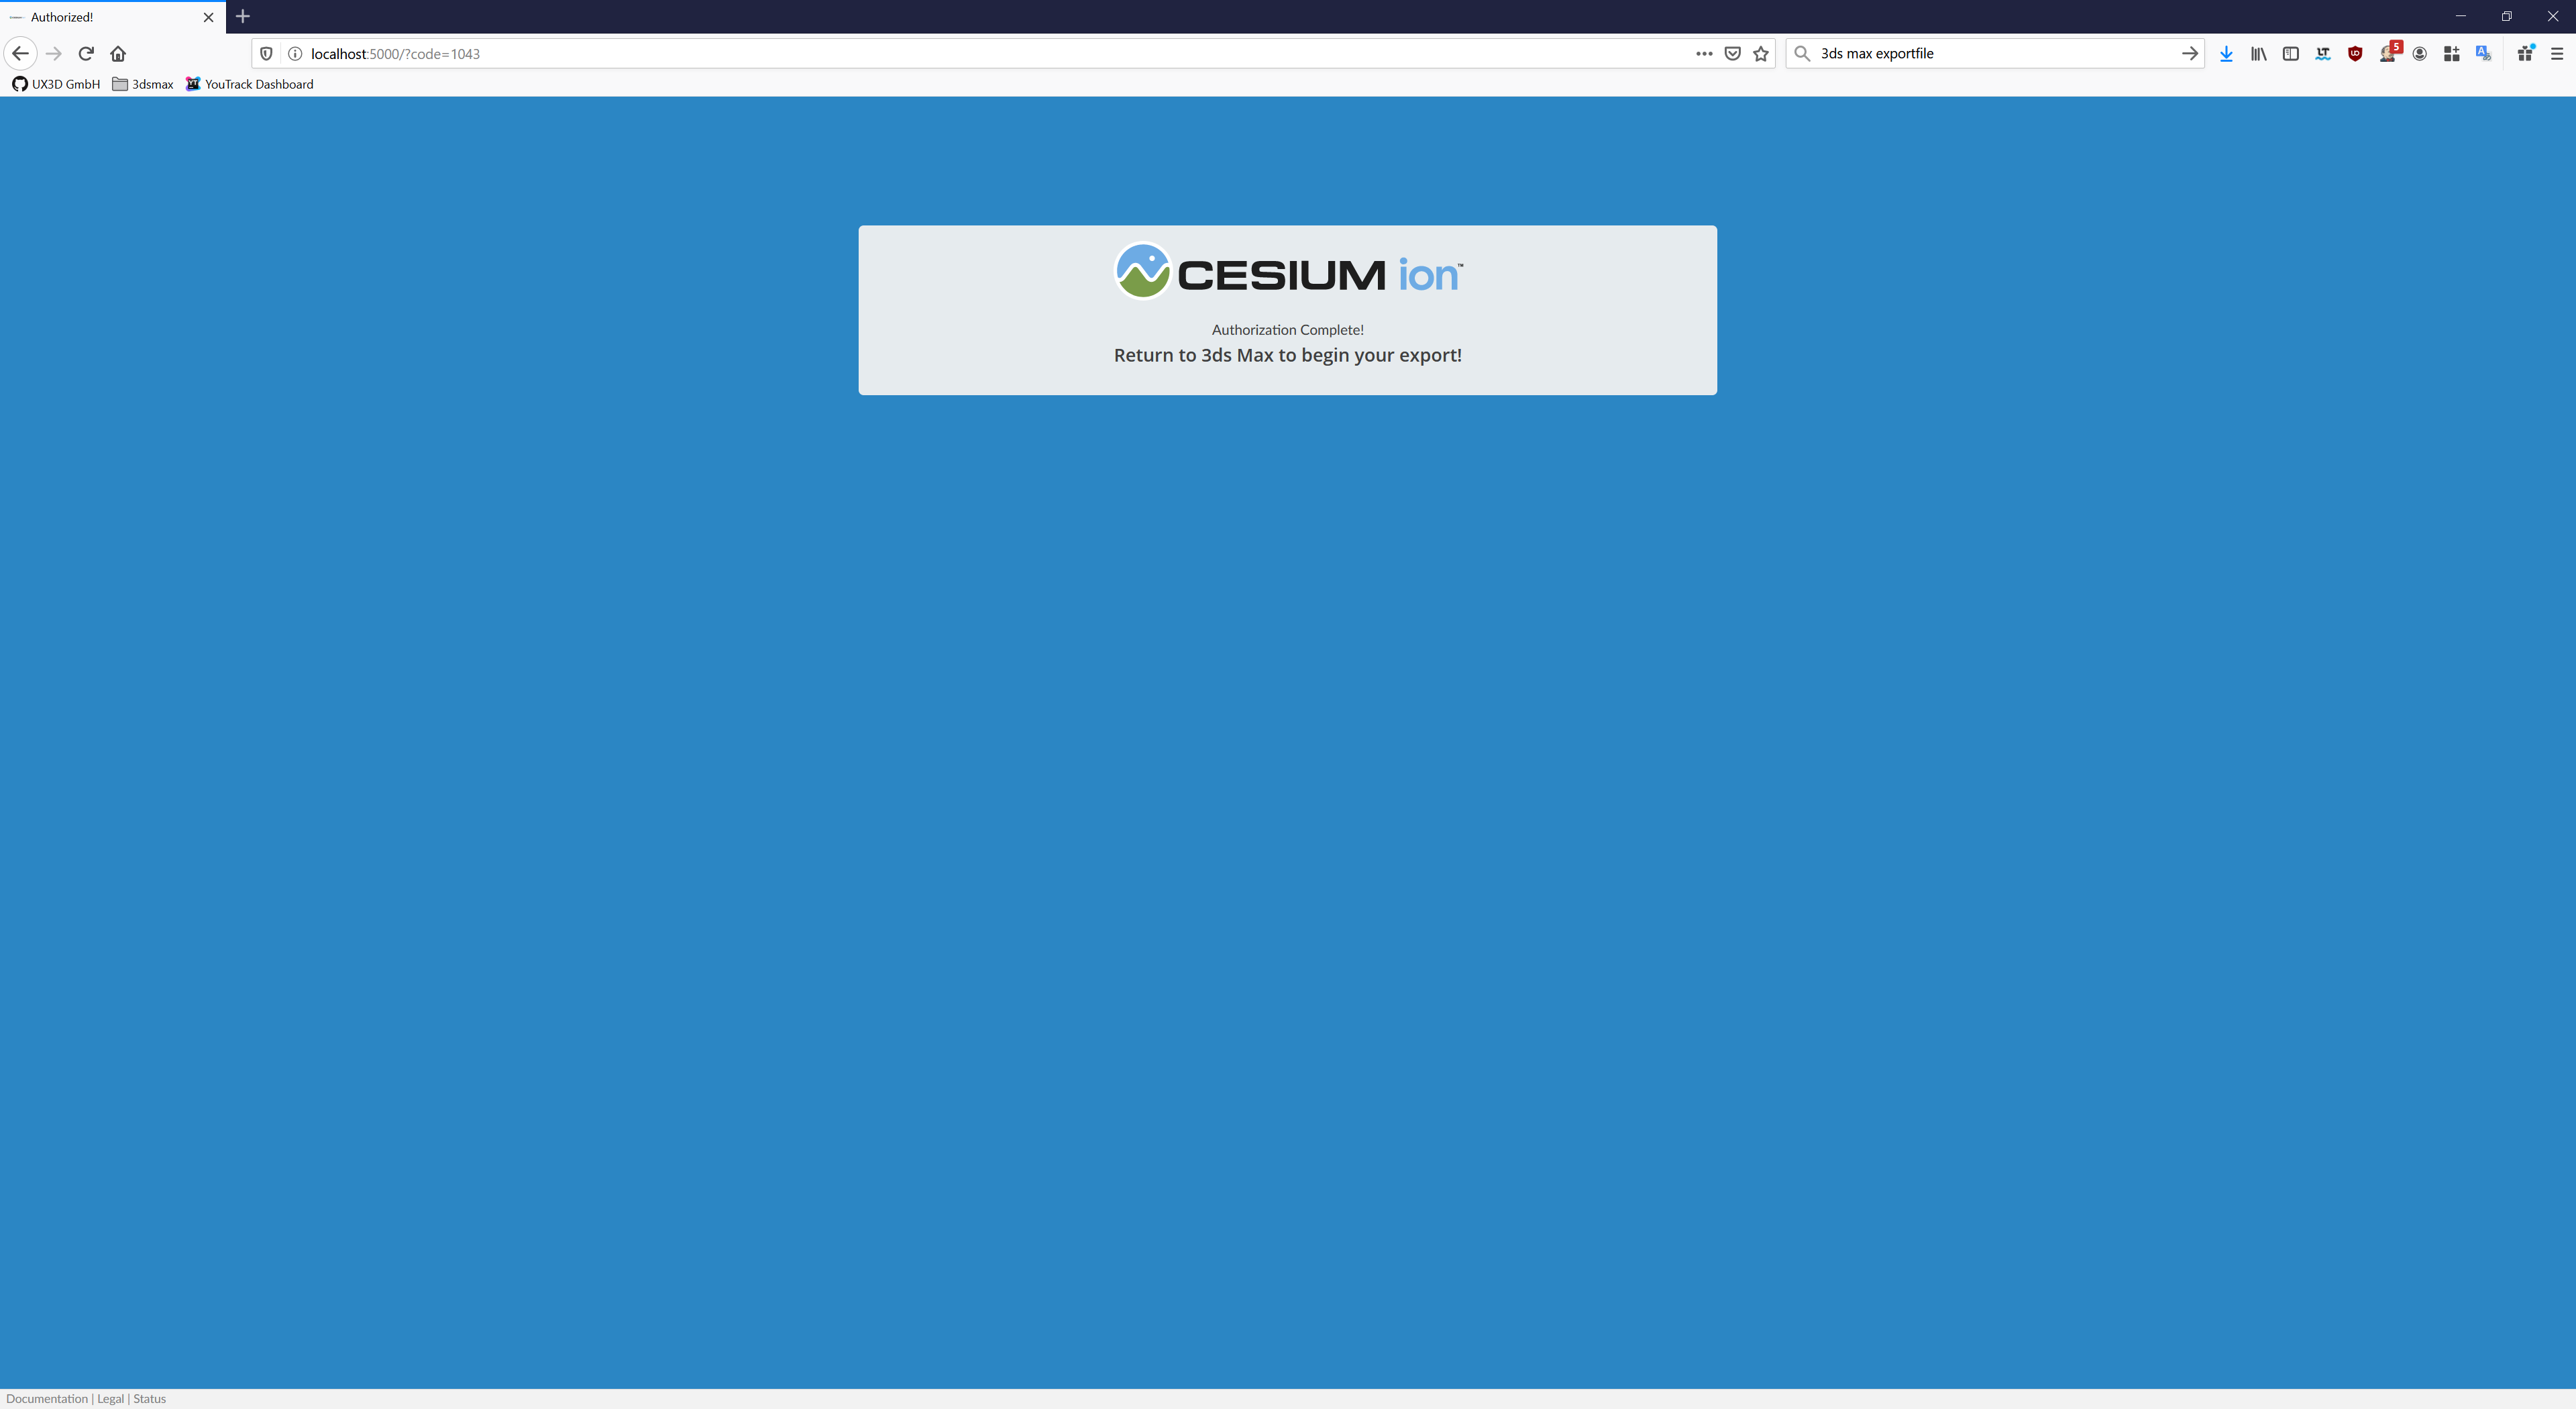 Authorized!
localhost:5000/?code=1043
3ds max exportfile
5
UX3D GmbH
3dsmax
YouTrack Dashboard
CESIUM ion™
Authorization Complete!
Return to 3ds Max to begin your export!
Documentation | Legal | Status